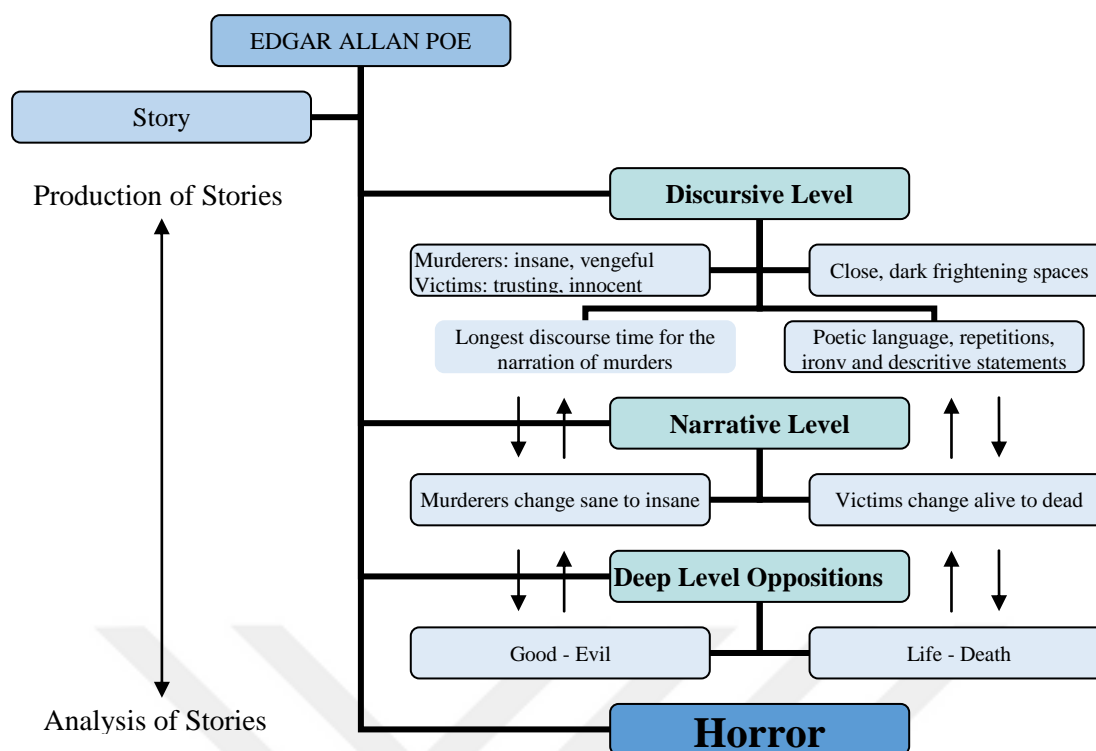 EDGAR ALLAN POE
Story
Production of Stories
Discursive Level
Murderers: insane, vengeful
Victims: trusting, innocent
Close, dark frightening spaces
Longest discourse time for the
narration of murders
Poetic language, repetitions,
irony and descritive statements
Narrative Level
Murderers change sane to insane
Victims change alive to dead
Deep Level Oppositions
Good - Evil
Life - Death
Analysis of Stories
Horror